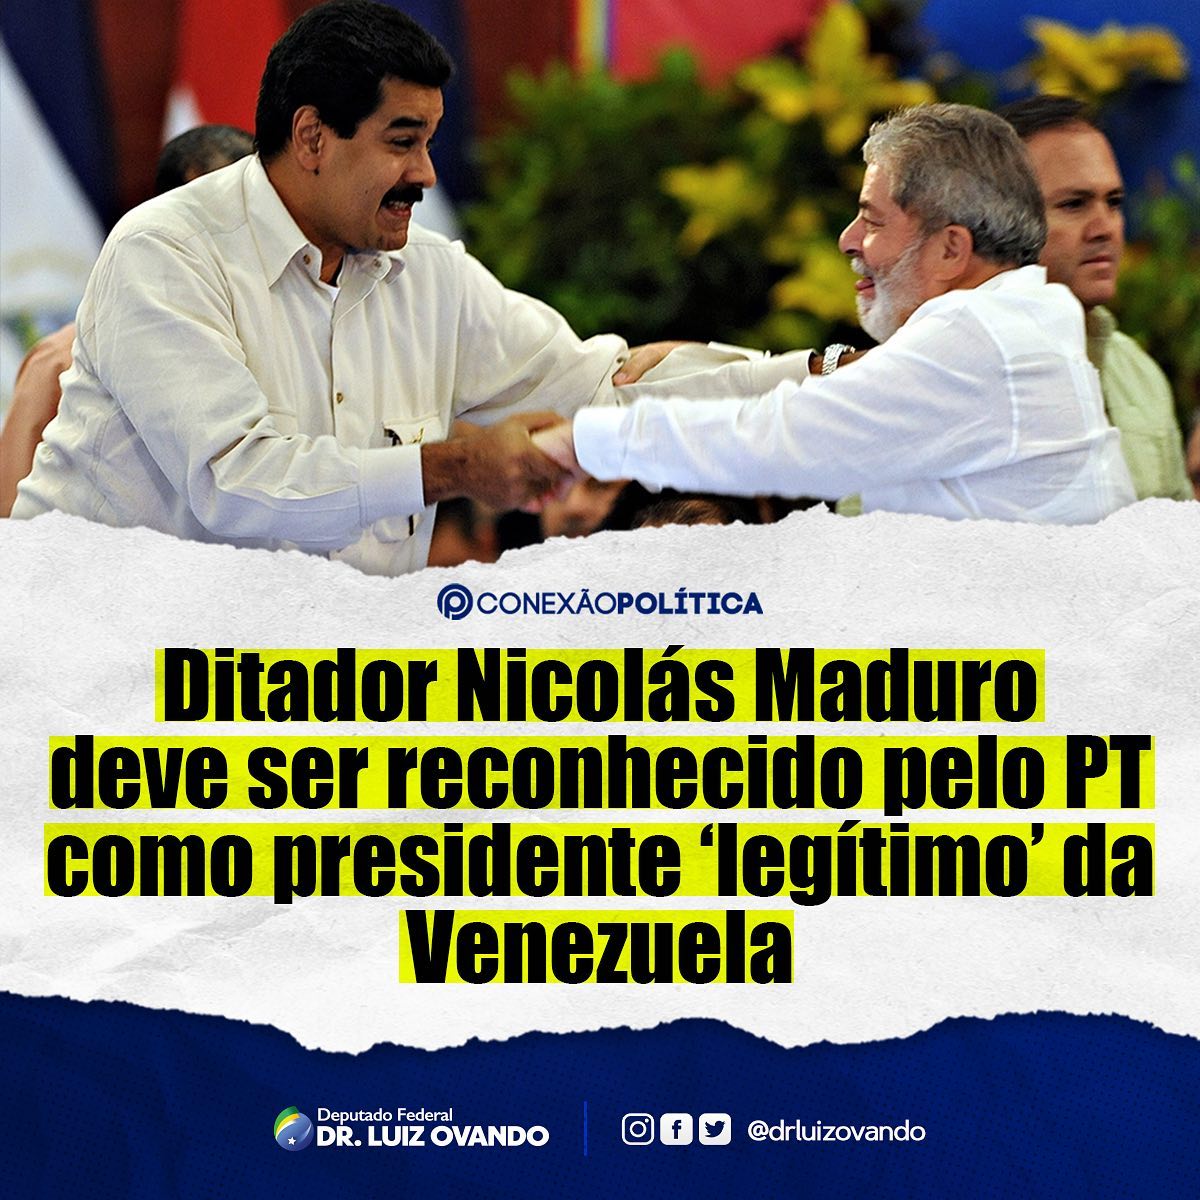 CONEXÃOPOLÍTICA
Ditador Nicolás Maduro
deve ser reconhecido pelo PT
como presidente ‘legítimo’ da
Venezuela
Deputado Federal
DR. LUIZ OVANDO
@drluizovando